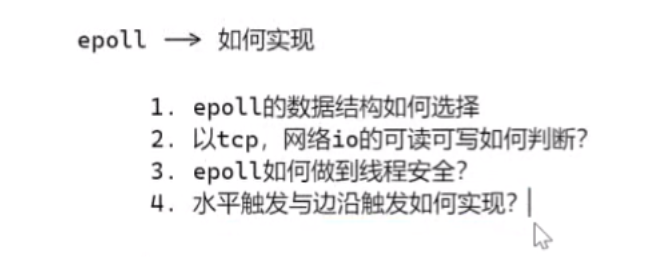 epoll —> 如何实现
1. epoll的数据结构如何选择
2. 以tcp，网络io的可读可写如何判断？
3. epoll如何做到线程安全？
4. 水平触发与边沿触发如何实现？